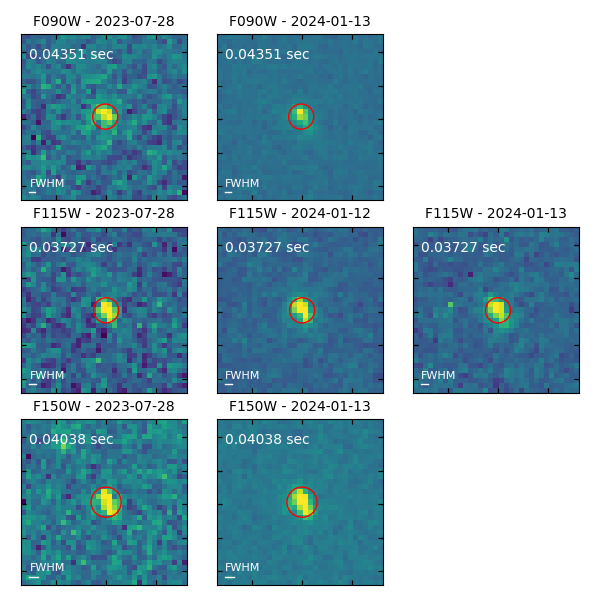 F090W - 2023-07-28
F090W - 2024-01-13
0.04351 sec
0.04351 sec
FWHM
FWHM
F115W - 2023-07-28
F115W - 2024-01-12
F115W - 2024-01-13
0.03727 sec
0.03727 sec
0.03727 sec
FWHM
FWHM
FWHM
F150W - 2023-07-28
F150W - 2024-01-13
0.04038 sec
0.04038 sec
FWHM
FWHM